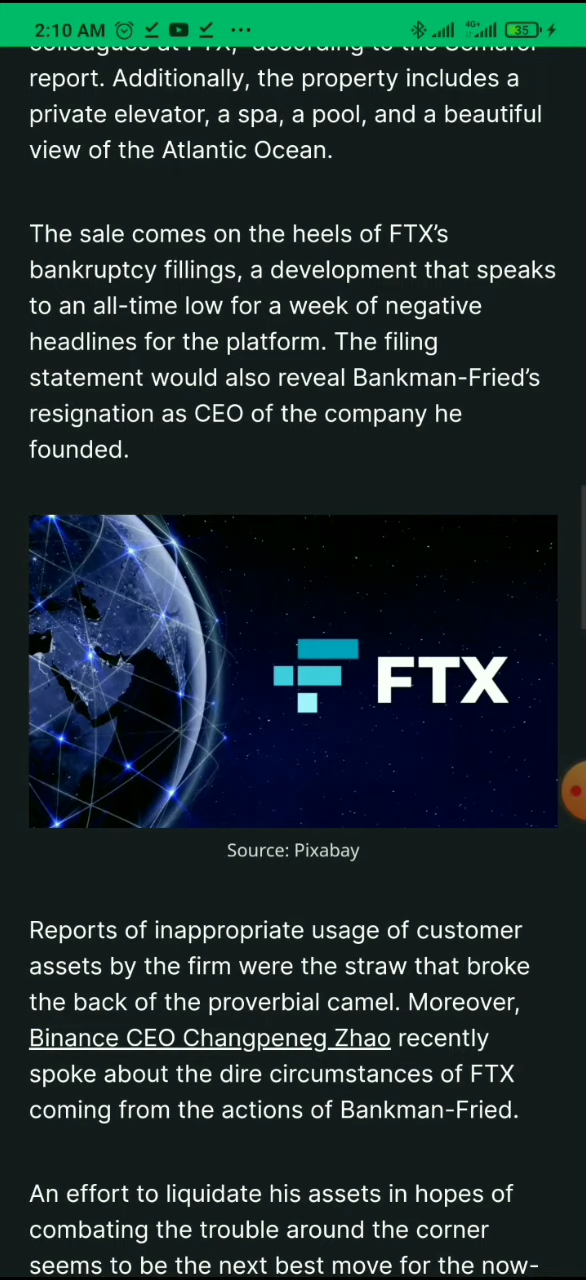 2:10 AM
4G+
35
report. Additionally, the property includes a
private elevator, a spa, a pool, and a beautiful
view of the Atlantic Ocean.
The sale comes on the heels of FTX’s
bankruptcy fillings, a development that speaks
to an all-time low for a week of negative
headlines for the platform. The filing
statement would also reveal Bankman-Fried’s
resignation as CEO of the company he
founded.
FTX
Source: Pixabay
Reports of inappropriate usage of customer
assets by the firm were the straw that broke
the back of the proverbial camel. Moreover,
Binance CEO Changpeneg Zhao recently
spoke about the dire circumstances of FTX
coming from the actions of Bankman-Fried.
An effort to liquidate his assets in hopes of
combating the trouble around the corner
seems to be the next best move for the now-